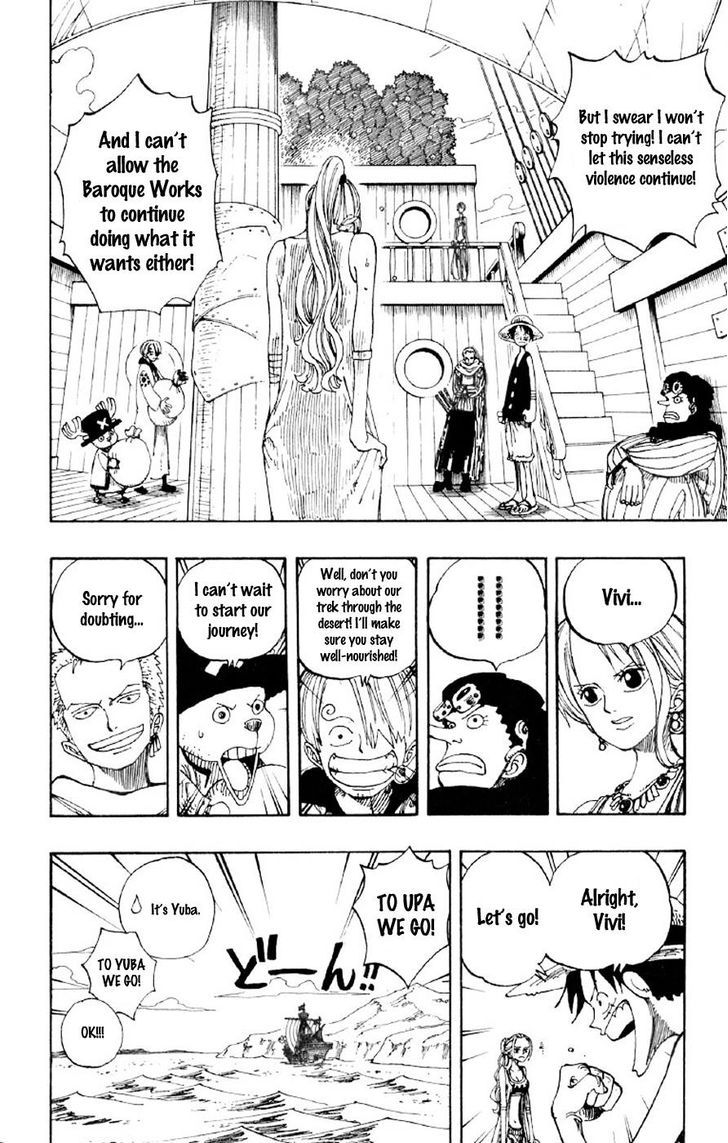 But I swear I won't
stop trying! I can't
let this senseless
violence continue!
And I can't
allow the
Baroque Works
to continue
doing what it
wants either!
Vivi...
!!
Well, don't you
worry about our
trek through the
desert! I'll make
sure you stay
well-nourished!
I can't wait
to start our
journey!
Sorry for
doubting...
Alright,
Vivi!
Let's go!
TO UPA
WE GO!
どーん!!
It's Yuba.
TO YUBA
WE GO!
OK!!!